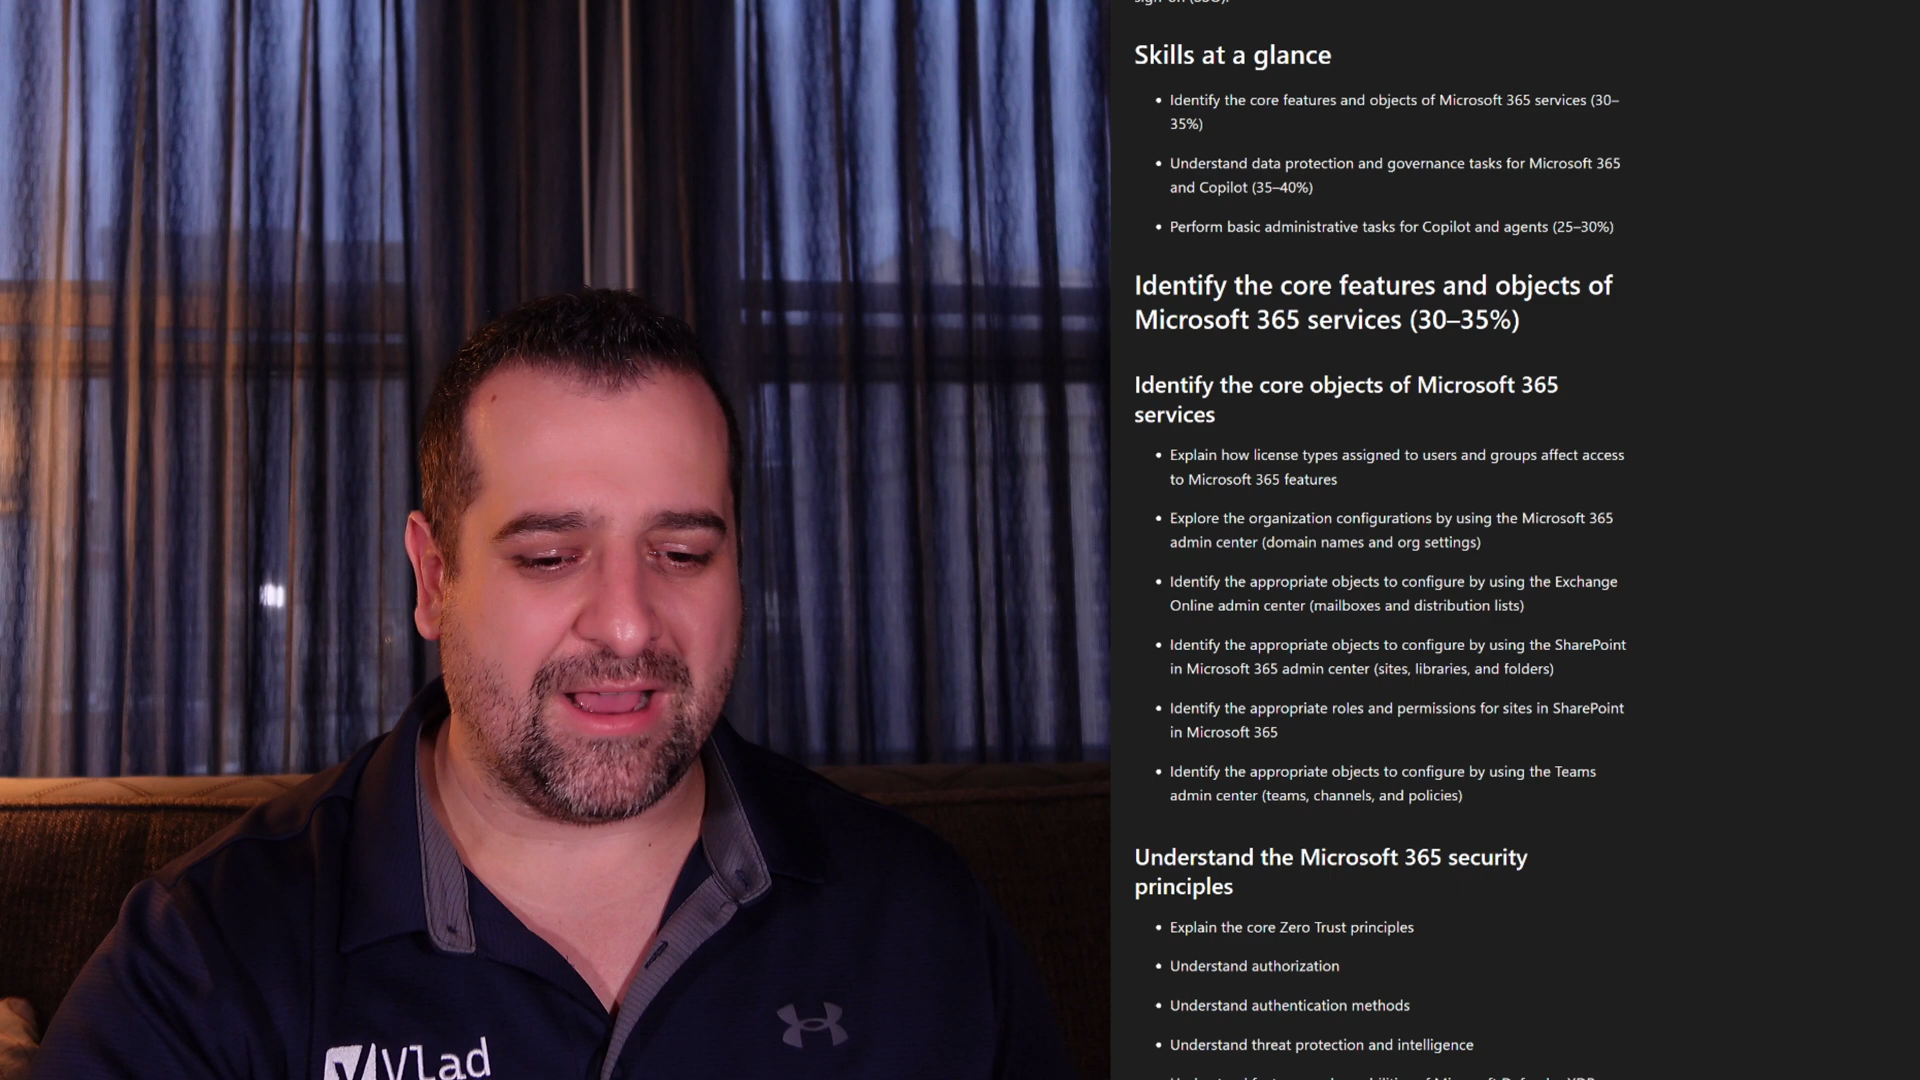 Skills at a glance
• Identify the core features and objects of Microsoft 365 services (30–
35%)
• Understand data protection and governance tasks for Microsoft 365
and Copilot (35–40%)
• Perform basic administrative tasks for Copilot and agents (25–30%)
Identify the core features and objects of
Microsoft 365 services (30–35%)
Identify the core objects of Microsoft 365
services
• Explain how license types assigned to users and groups affect access
to Microsoft 365 features
• Explore the organization configurations by using the Microsoft 365
admin center (domain names and org settings)
• Identify the appropriate objects to configure by using the Exchange
Online admin center (mailboxes and distribution lists)
• Identify the appropriate objects to configure by using the SharePoint
in Microsoft 365 admin center (sites, libraries, and folders)
• Identify the appropriate roles and permissions for sites in SharePoint
in Microsoft 365
• Identify the appropriate objects to configure by using the Teams
admin center (teams, channels, and policies)
Understand the Microsoft 365 security
principles
• Explain the core Zero Trust principles
• Understand authorization
• Understand authentication methods
• Understand threat protection and intelligence
Vlad